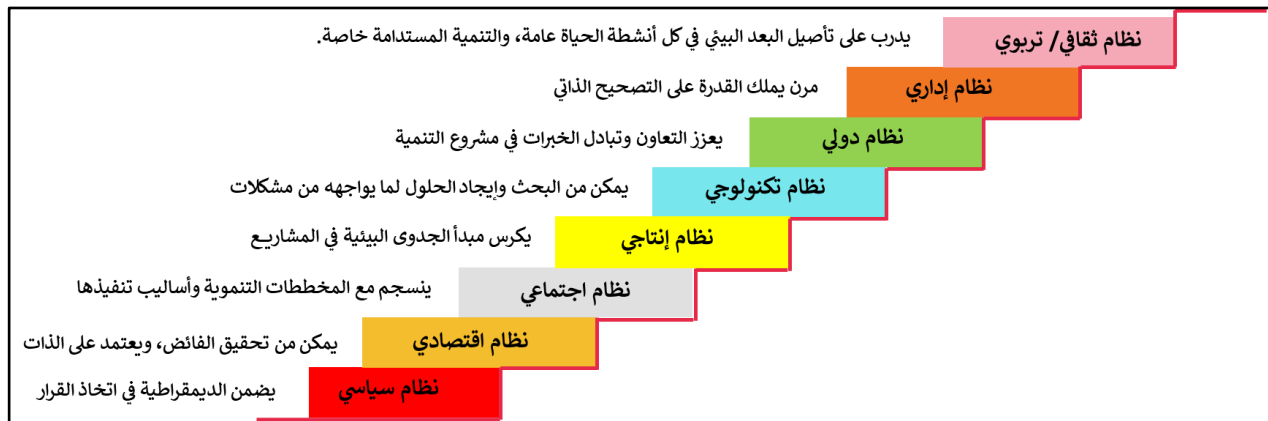 نظام ثقافي/ تربوي يدرب على تأصيل البعد البيئي في كل أنشطة الحياة عامة، والتنمية المستدامة خاصة.
نظام إداري مرن يملك القدرة على التصحيح الذاتي
نظام دولي يعزز التعاون وتبادل الخبرات في مشروع التنمية
نظام تكنولوجي يمكن من البحث وإيجاد الحلول لما يواجهه من مشكلات
نظام إنتاجي يكرس مبدأ الجدوى البيئية في المشاريع
نظام اجتماعي ينسجم مع المخططات التنموية وأساليب تنفيذها
نظام اقتصادي يمكن من تحقيق الفائض، ويعتمد على الذات
نظام سياسي يضمن الديمقراطية في اتخاذ القرار